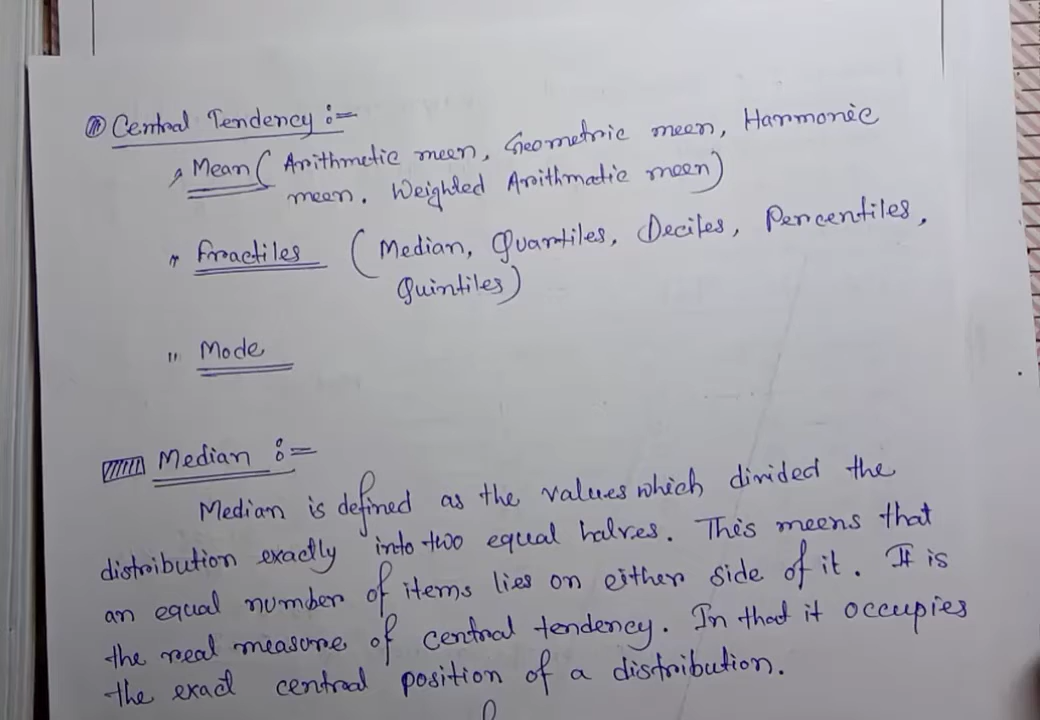 Central Tendency :-
" Mean ( Arithmetic meen, Geometric meen, Harmonic
meen. Weighted Arithmatic meen)
" Fractiles ( Median, Quartiles, Deciles, Percentiles,
Quintiles)
" Mode
Median :-
Median is defined as the values which divided the
distribution exactly into two equal halves. This meens that
an equal number of items lies on either side of it. It is
the real measure of central tendency. In that it occupies
the exact central position of a distribution.